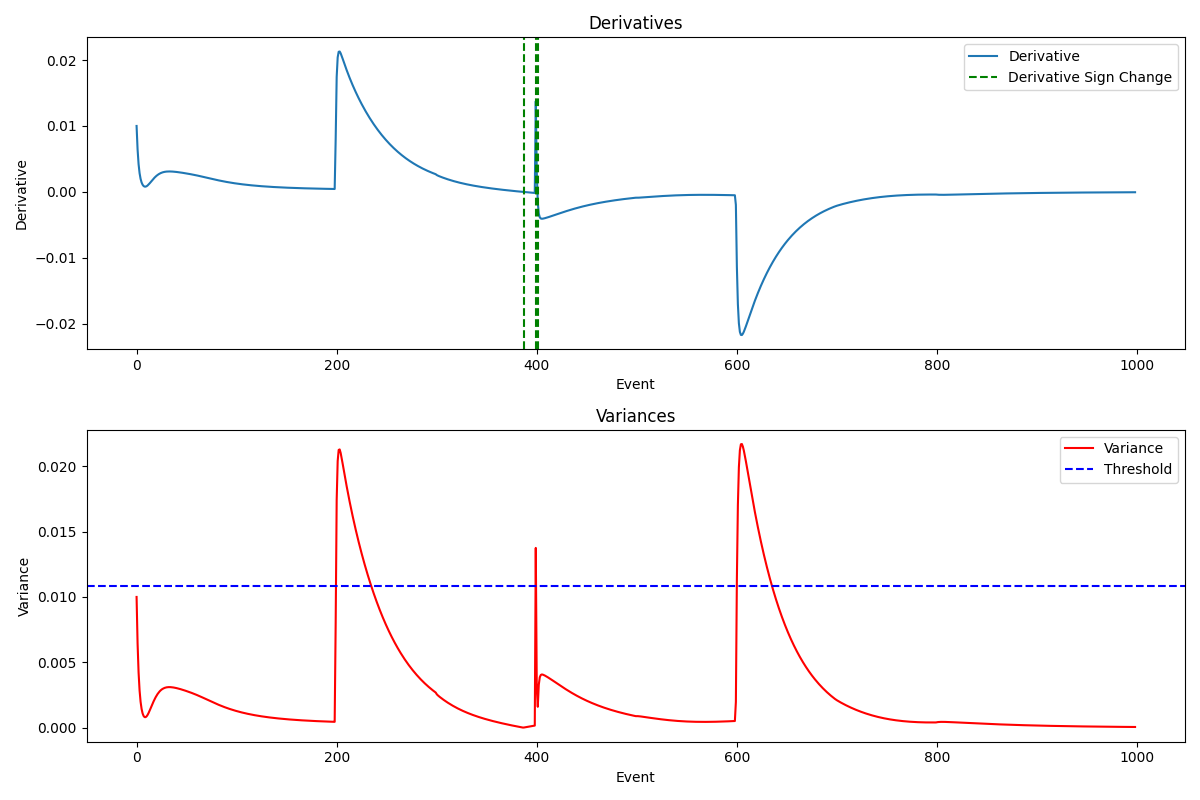 Derivatives
Derivative
Derivative Sign Change
0.02
0.01
0.00
−0.01
−0.02
Derivative
0 200 400 600 800 1000
Event
Variances
Variance
Threshold
0.020
0.015
0.010
0.005
0.000
Variance
0 200 400 600 800 1000
Event